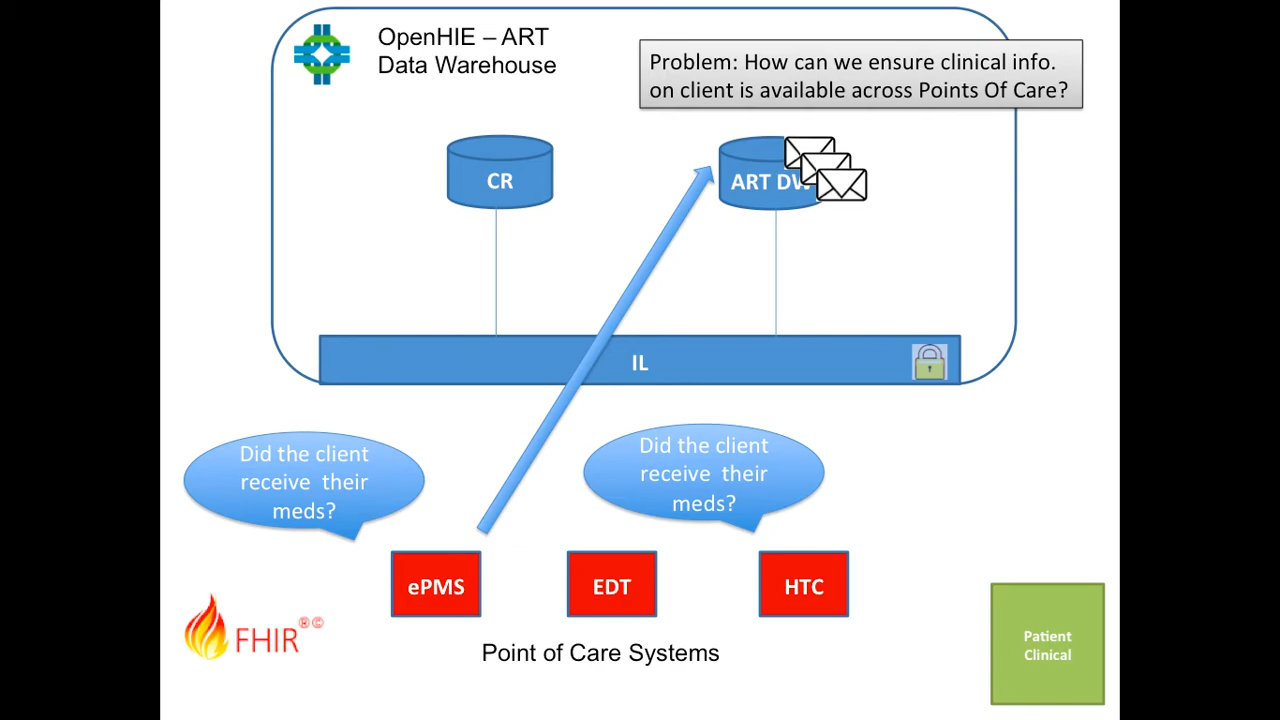 OpenHIE – ART
Data Warehouse
Problem: How can we ensure clinical info.
on client is available across Points Of Care?
CR
ART DW
IL
Did the client
receive their
meds?
Did the client
receive their
meds?
ePMS
EDT
HTC
FHIR®©
Point of Care Systems
Patient
Clinical